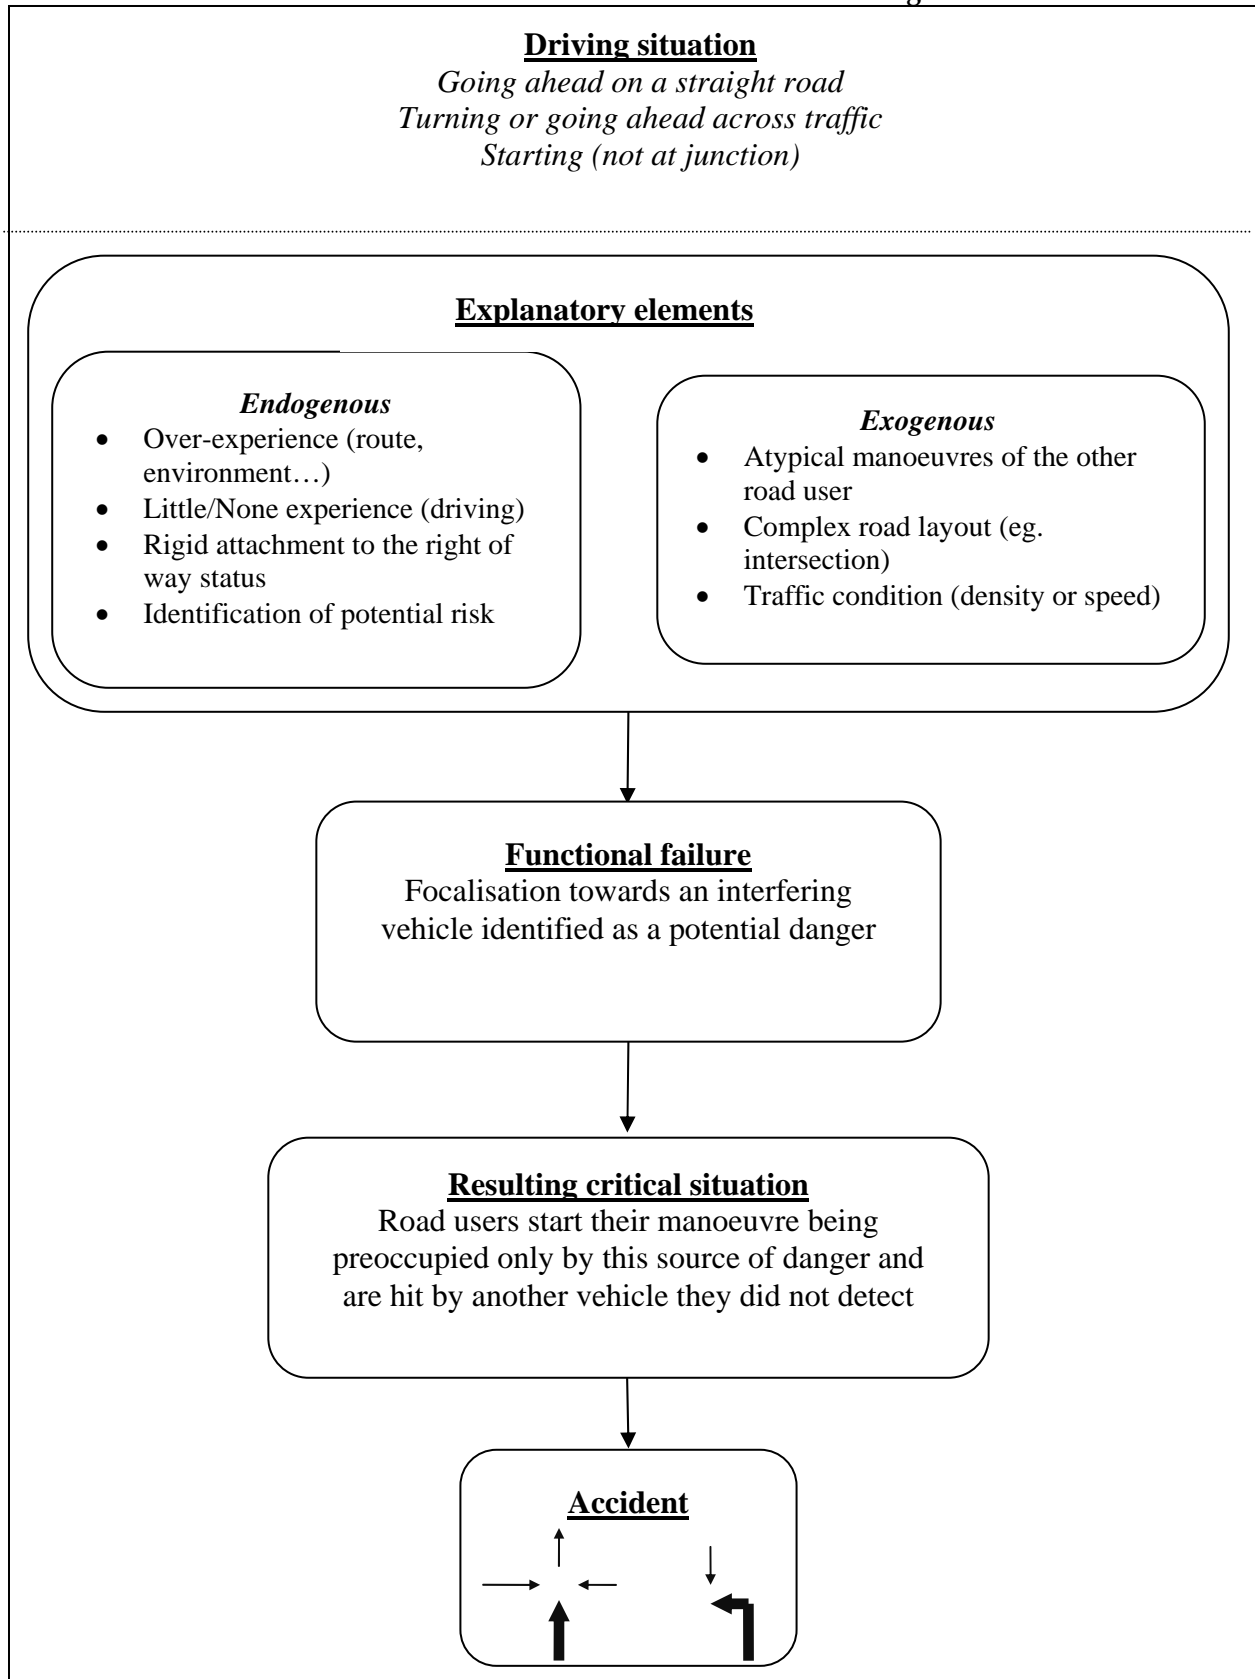 Driving situation
Going ahead on a straight road
Turning or going ahead across traffic
Starting (not at junction)
Explanatory elements
Endogenous
• Over-experience (route,
environment…)
• Little/None experience (driving)
• Rigid attachment to the right of
way status
• Identification of potential risk
Exogenous
• Atypical manoeuvres of the other
road user
• Complex road layout (eg.
intersection)
• Traffic condition (density or speed)
Functional failure
Focalisation towards an interfering
vehicle identified as a potential danger
Resulting critical situation
Road users start their manoeuvre being
preoccupied only by this source of danger and
are hit by another vehicle they did not detect
Accident